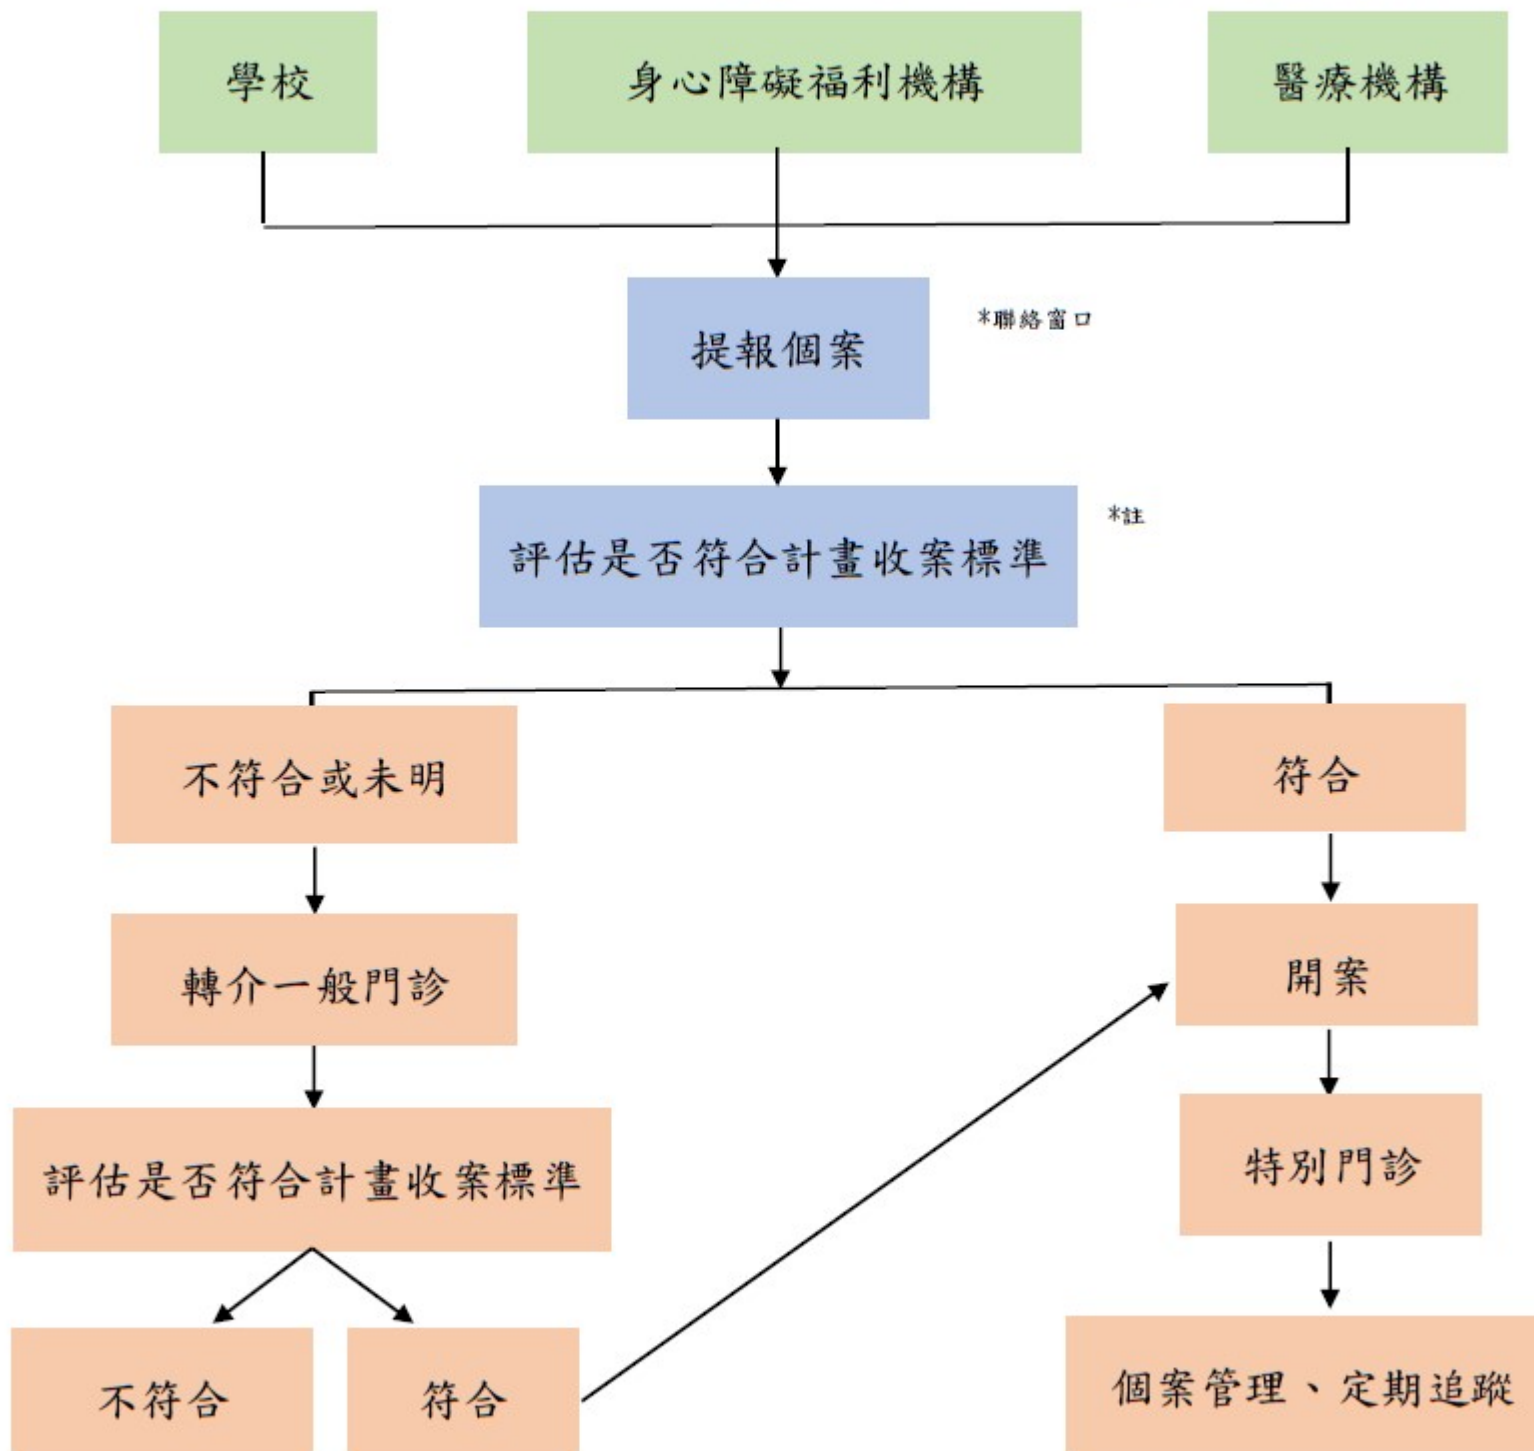 學校
身心障礙福利機構
醫療機構
提報個案
*聯絡窗口
評估是否符合計畫收案標準
*註
不符合或未明
符合
轉介一般門診
開案
評估是否符合計畫收案標準
特別門診
不符合
符合
個案管理、定期追蹤